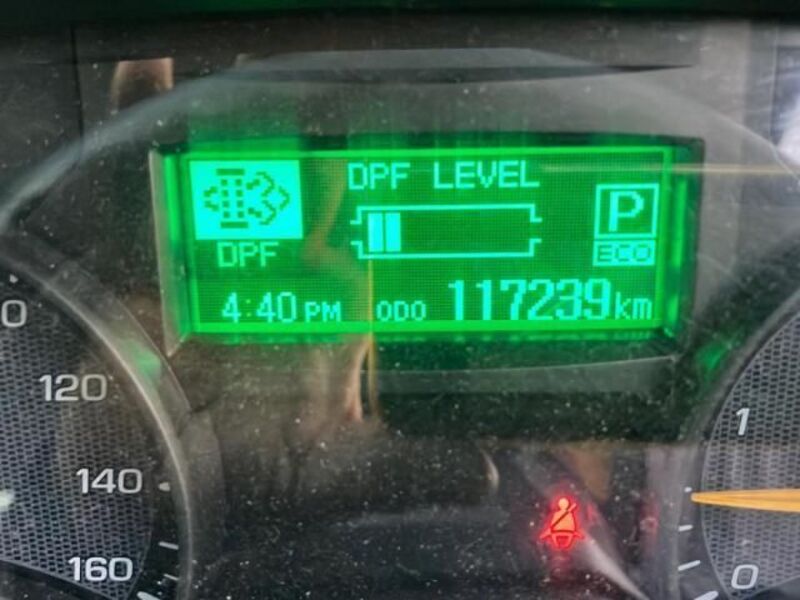 DPF LEVEL
P
DPF
ECO
4:40 PM ODO 117239 km
0
120
140
160
1
0